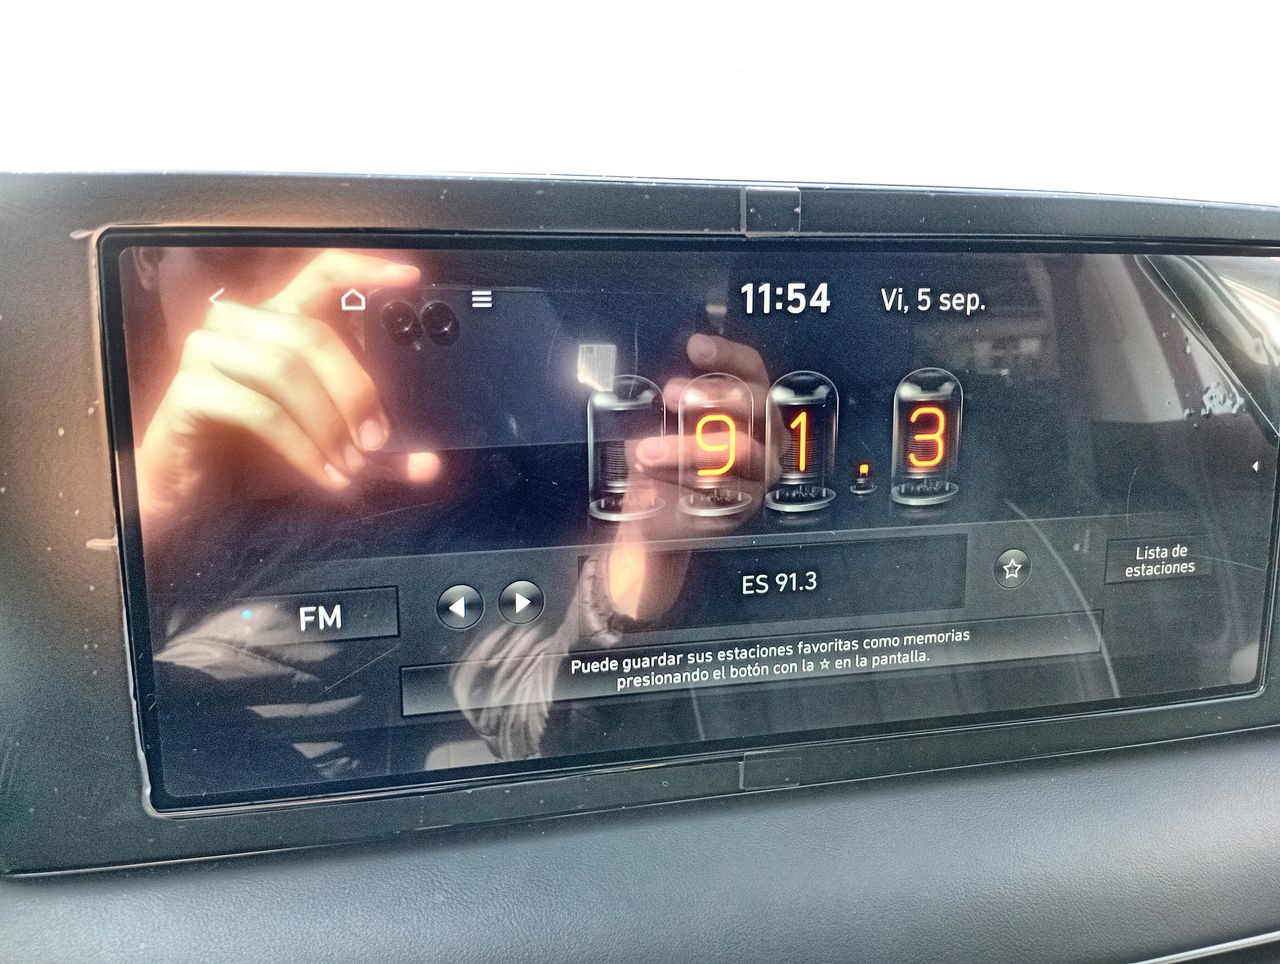 11:54 Vi, 5 sep.
91.3
FM
ES 91.3
Lista de
estaciones
Puede guardar sus estaciones favoritas como memorias
presionando el botón con la ☆ en la pantalla.